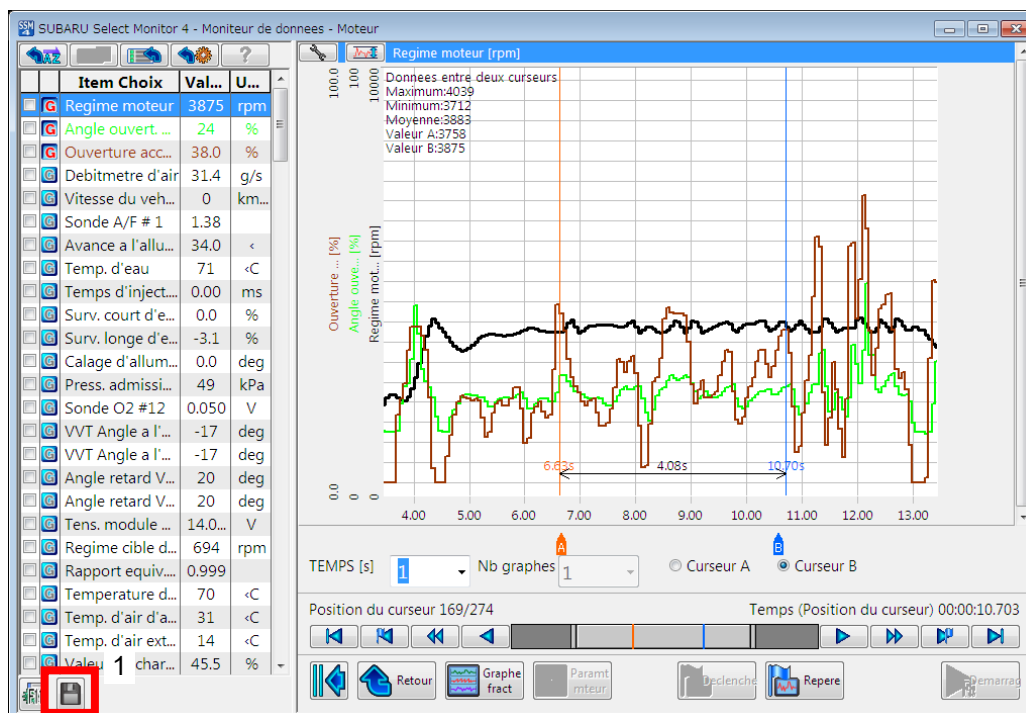 SUBARU Select Monitor 4 - Moniteur de donnees - Moteur
Item Choix Val... U...
Regime moteur 3875 rpm
Angle ouvert. ... 24 %
Ouverture acc... 38.0 %
Debitmetre d'air 31.4 g/s
Vitesse du veh... 0 km...
Sonde A/F # 1 1.38
Avance a l'allu... 34.0 ‹
Temp. d'eau 71 ‹C
Temps d'inject.... 0.00 ms
Surv. court d'e... 0.0 %
Surv. longe d'e... -3.1 %
Calage d'allum... 0.0 deg
Press. admissi... 49 kPa
Sonde O2 #12 0.050 V
VVT Angle a l'... -17 deg
VVT Angle a l'... -17 deg
Angle retard V... 20 deg
Angle retard V... 20 deg
Tens. module ... 14.0... V
Regime cible d... 694 rpm
Rapport equiv.... 0.999
Temperature d... 70 ‹C
Temp. d'air d'a... 31 ‹C
Temp. d'air ext... 14 ‹C
Valeu char... 45.5 %
1
Regime moteur [rpm]
100.0
100
10000
Donnees entre deux curseurs
Maximum:4039
Minimum:3712
Moyenne:3883
Valeur A:3758
Valeur B:3875
Ouverture ... [%]
Angle ouve... [%]
Regime mot... [rpm]
0.0
0
0
6.63s 4.08s 10.70s
4.00 5.00 6.00 7.00 8.00 9.00 10.00 11.00 12.00 13.00
A B
TEMPS [s] 1 Nb graphes 1 Curseur A Curseur B
Position du curseur 169/274 Temps (Position du curseur) 00:00:10.703
Retour
Graphe
fract
Paramt
mteur
Declenche
Repere
Demarrag